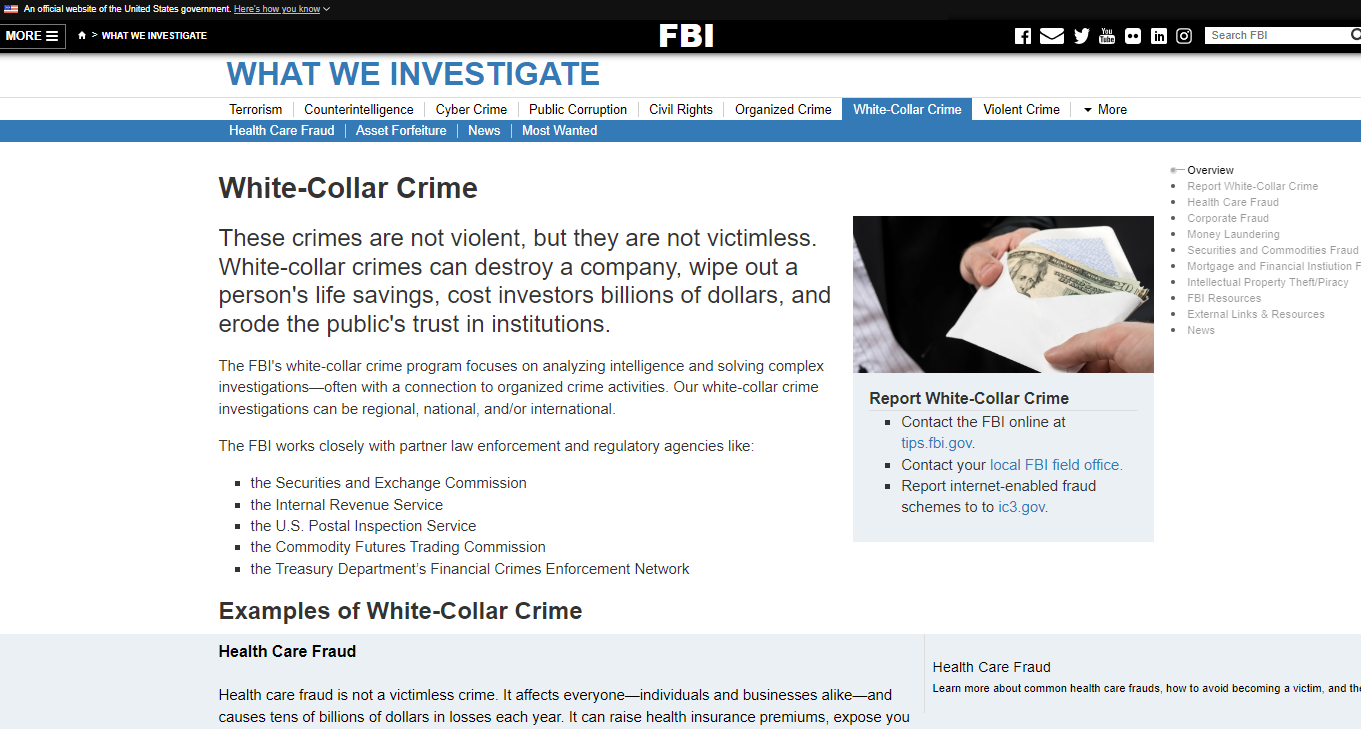 An official website of the United States government. Here's how you know
MORE
> WHAT WE INVESTIGATE
FBI
You Tube
in
Search FBI
WHAT WE INVESTIGATE
Terrorism
Counterintelligence
Cyber Crime
Public Corruption
Civil Rights
Organized Crime
White-Collar Crime
Violent Crime
More
Health Care Fraud
Asset Forfeiture
News
Most Wanted
White-Collar Crime
These crimes are not violent, but they are not victimless.
White-collar crimes can destroy a company, wipe out a
person's life savings, cost investors billions of dollars, and
erode the public's trust in institutions.
The FBI's white-collar crime program focuses on analyzing intelligence and solving complex
investigations—often with a connection to organized crime activities. Our white-collar crime
investigations can be regional, national, and/or international.
The FBI works closely with partner law enforcement and regulatory agencies like:
the Securities and Exchange Commission
the Internal Revenue Service
the U.S. Postal Inspection Service
the Commodity Futures Trading Commission
the Treasury Department's Financial Crimes Enforcement Network
20
Report White-Collar Crime
Contact the FBI online at
tips.fbi.gov.
Contact your local FBI field office.
Report internet-enabled fraud
schemes to to ic3.gov.
Overview
Report White-Collar Crime
Health Care Fraud
Corporate Fraud
Money Laundering
Securities and Commodities Fraud
Mortgage and Financial Instiution F
Intellectual Property Theft/Piracy
FBI Resources
External Links & Resources
News
Examples of White-Collar Crime
Health Care Fraud
Health care fraud is not a victimless crime. It affects everyone—individuals and businesses alike—and
causes tens of billions of dollars in losses each year. It can raise health insurance premiums, expose you
Health Care Fraud
Learn more about common health care frauds, how to avoid becoming a victim, and the